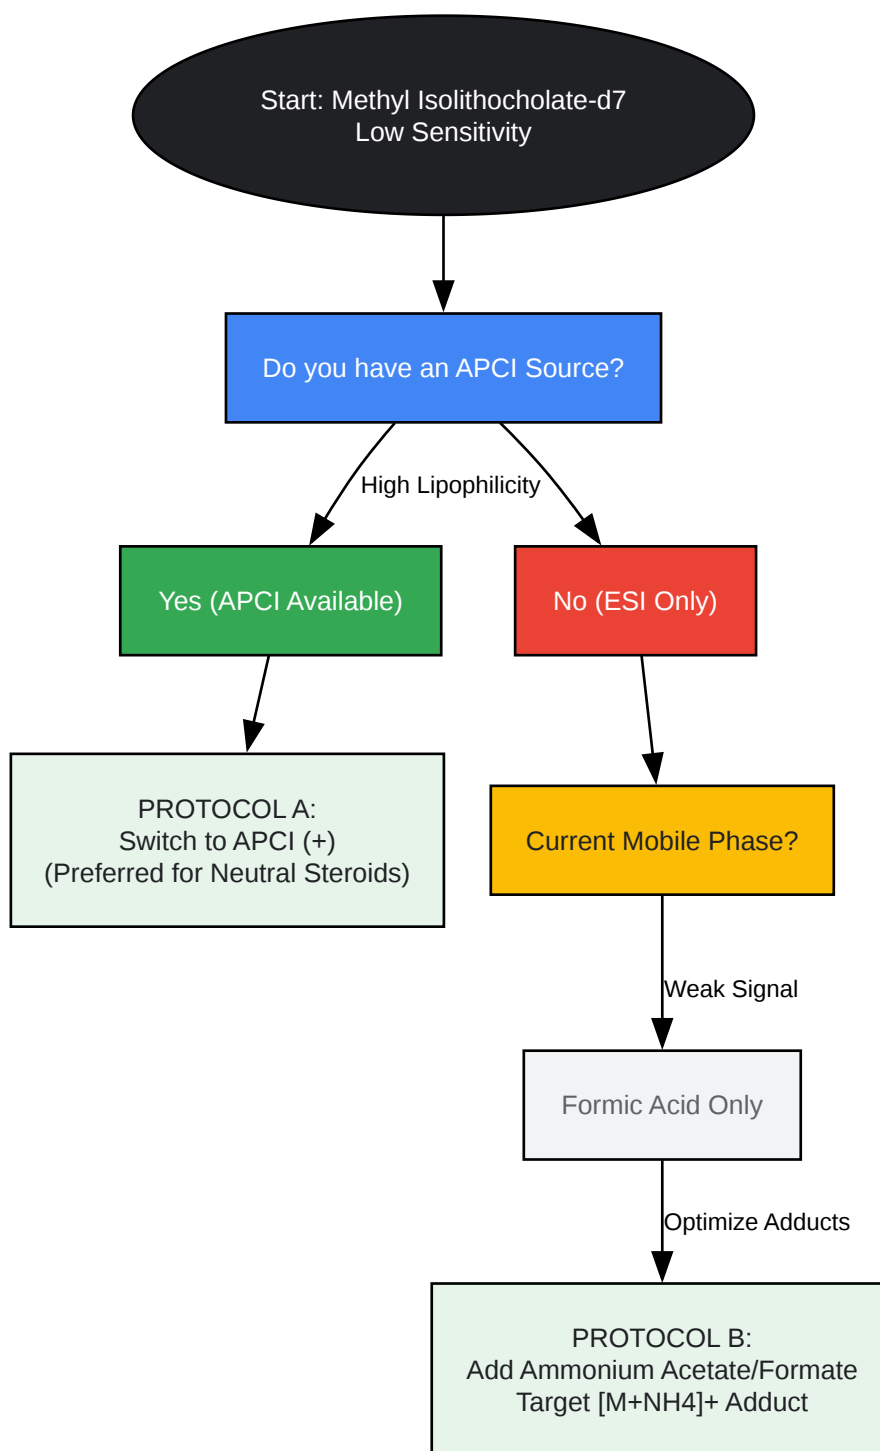 Start: Methyl Isolithocholate-d7
Low Sensitivity
Do you have an APCI Source?
High Lipophilicity
Yes (APCI Available)
No (ESI Only)
PROTOCOL A:
Switch to APCI (+)
(Preferred for Neutral Steroids)
Current Mobile Phase?
Weak Signal
Formic Acid Only
Optimize Adducts
PROTOCOL B:
Add Ammonium Acetate/Formate
Target [M+NH4]+ Adduct